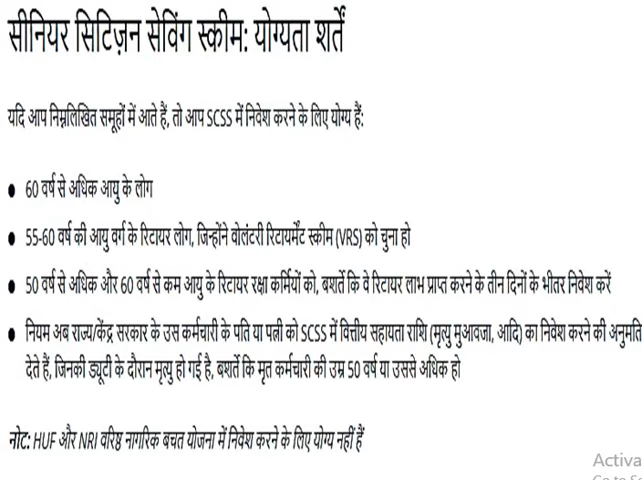 सीनियर सिटिज़न सेविंग स्कीम: योग्यता शर्तें
यदि आप निम्नलिखित समूहों में आते हैं, तो आप SCSS में निवेश करने के लिए योग्य हैं:
● 60 वर्ष से अधिक आयु के लोग
● 55-60 वर्ष की आयु वर्ग के रिटायर लोग, जिन्होंने वोलंटरी रिटायर्मेंट स्कीम (VRS) को चुना हो
● 50 वर्ष से अधिक और 60 वर्ष से कम आयु के रिटायर रक्षा कर्मियों को, बशर्ते कि वे रिटायर लाभ प्राप्त करने के तीन दिनों के भीतर निवेश करें
● नियम अब राज्य/केंद्र सरकार के उस कर्मचारी के पति या पत्नी को SCSS में वित्तीय सहायता राशि (मृत्यु मुआवजा, आदि) का निवेश करने की अनुमति
देते हैं, जिनकी ड्यूटी के दौरान मृत्यु हो गई है, बशर्ते कि मृत कर्मचारी की उम्र 50 वर्ष या उससे अधिक हो
नोट: HUF और NRI वरिष्ठ नागरिक बचत योजना में निवेश करने के लिए योग्य नहीं हैं
Activa